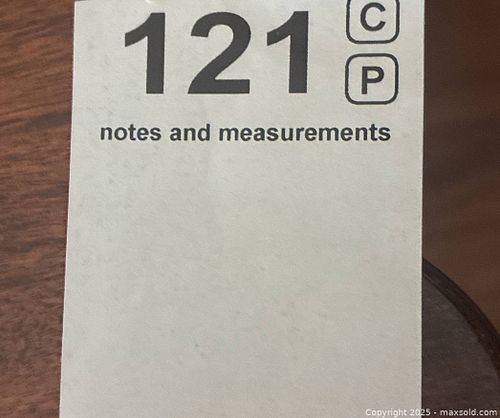 121
C
P
notes and measurements
Copyright 2025 - maxsold.com